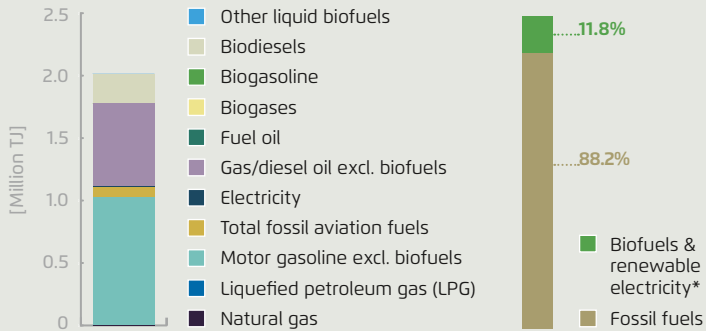 [Million TJ]
2.5
2.0
1.5
1.0
0.5
0
Other liquid biofuels
Biodiesels
Biogasoline
Biogases
Fuel oil
Gas/diesel oil excl. biofuels
Electricity
Total fossil aviation fuels
Motor gasoline excl. biofuels
Liquefied petroleum gas (LPG)
Natural gas
11.8%
88.2%
Biofuels &
renewable
electricity*
Fossil fuels